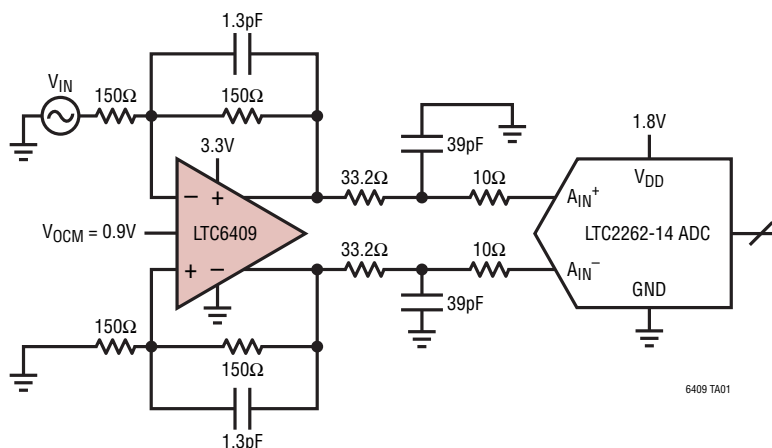 1.3pF
V_IN
150Ω
150Ω
3.3V
− +
V_OCM = 0.9V
LTC6409
+ −
33.2Ω
39pF
10Ω
33.2Ω
39pF
10Ω
1.8V
V_DD
A_IN^+
LTC2262-14 ADC
A_IN^−
GND
150Ω
150Ω
1.3pF
6409 TA01